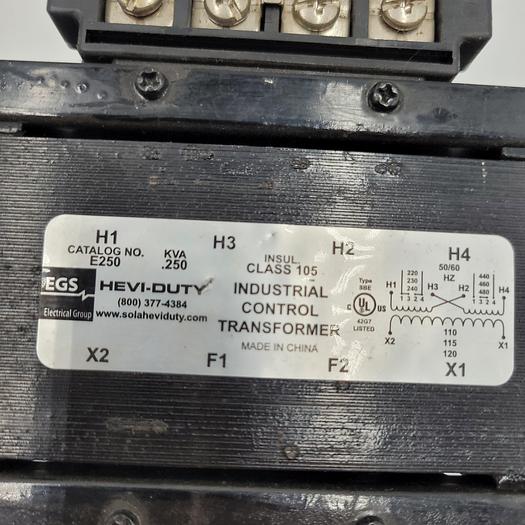 H1 H3 H2 H4
CATALOG NO. KVA INSUL. 50/60
E250 .250 CLASS 105 HZ
EGS HEVI-DUTY INDUSTRIAL
Electrical Group (800) 377-4384 CONTROL
www.solaheviduty.com TRANSFORMER
MADE IN CHINA
Type
SBE
C UL US
42G7
LISTED
220 440
230 460
240 480
H1 1 3 2 4 H3 H2 1 3 2 4 H4
X2 X1
110
115
120
X2 F1 F2 X1